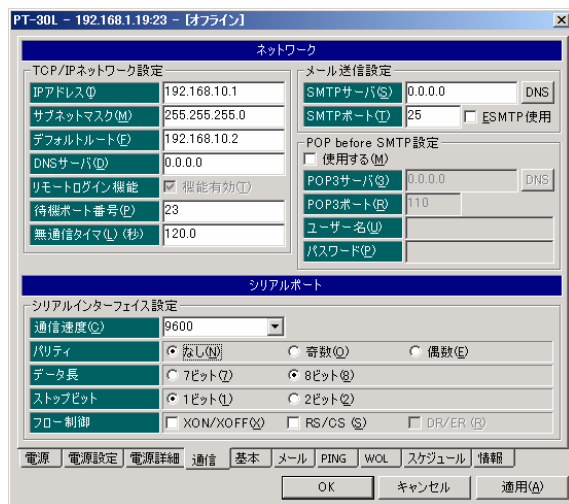 PT-30L - 192.168.1.19:23 - [オフライン]
ネットワーク
TCP/IPネットワーク設定
IPアドレス(I) 192.168.10.1
サブネットマスク(M) 255.255.255.0
デフォルトルート(F) 192.168.10.2
DNSサーバ(D) 0.0.0.0
リモートログイン機能 機能有効(T)
待機ポート番号(P) 23
無通信タイマ(L) (秒) 120.0
メール送信設定
SMTPサーバ(S) 0.0.0.0 DNS
SMTPポート(T) 25 ESMTP使用
POP before SMTP設定
使用する(M)
POP3サーバ(3) 0.0.0.0 DNS
POP3ポート(R) 110
ユーザー名(U)
パスワード(P)
シリアルポート
シリアルインターフェイス設定
通信速度(C) 9600
パリティ なし(N) 奇数(O) 偶数(E)
データ長 7ビット(7) 8ビット(8)
ストップビット 1ビット(1) 2ビット(2)
フロー制御 XON/XOFF(X) RS/CS (S) DR/ER (R)
電源 電源設定 電源詳細 通信 基本 メール PING WOL スケジュール 情報
OK キャンセル 適用(A)